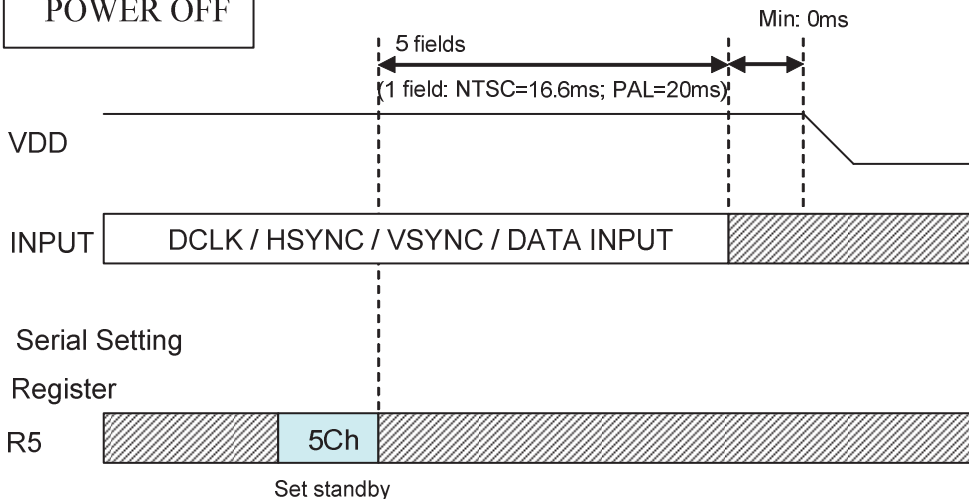 POWER OFF
Min: 0ms
5 fields
(1 field: NTSC=16.6ms; PAL=20ms)
VDD
INPUT
DCLK / HSYNC / VSYNC / DATA INPUT
Serial Setting
Register
R5
5Ch
Set standby